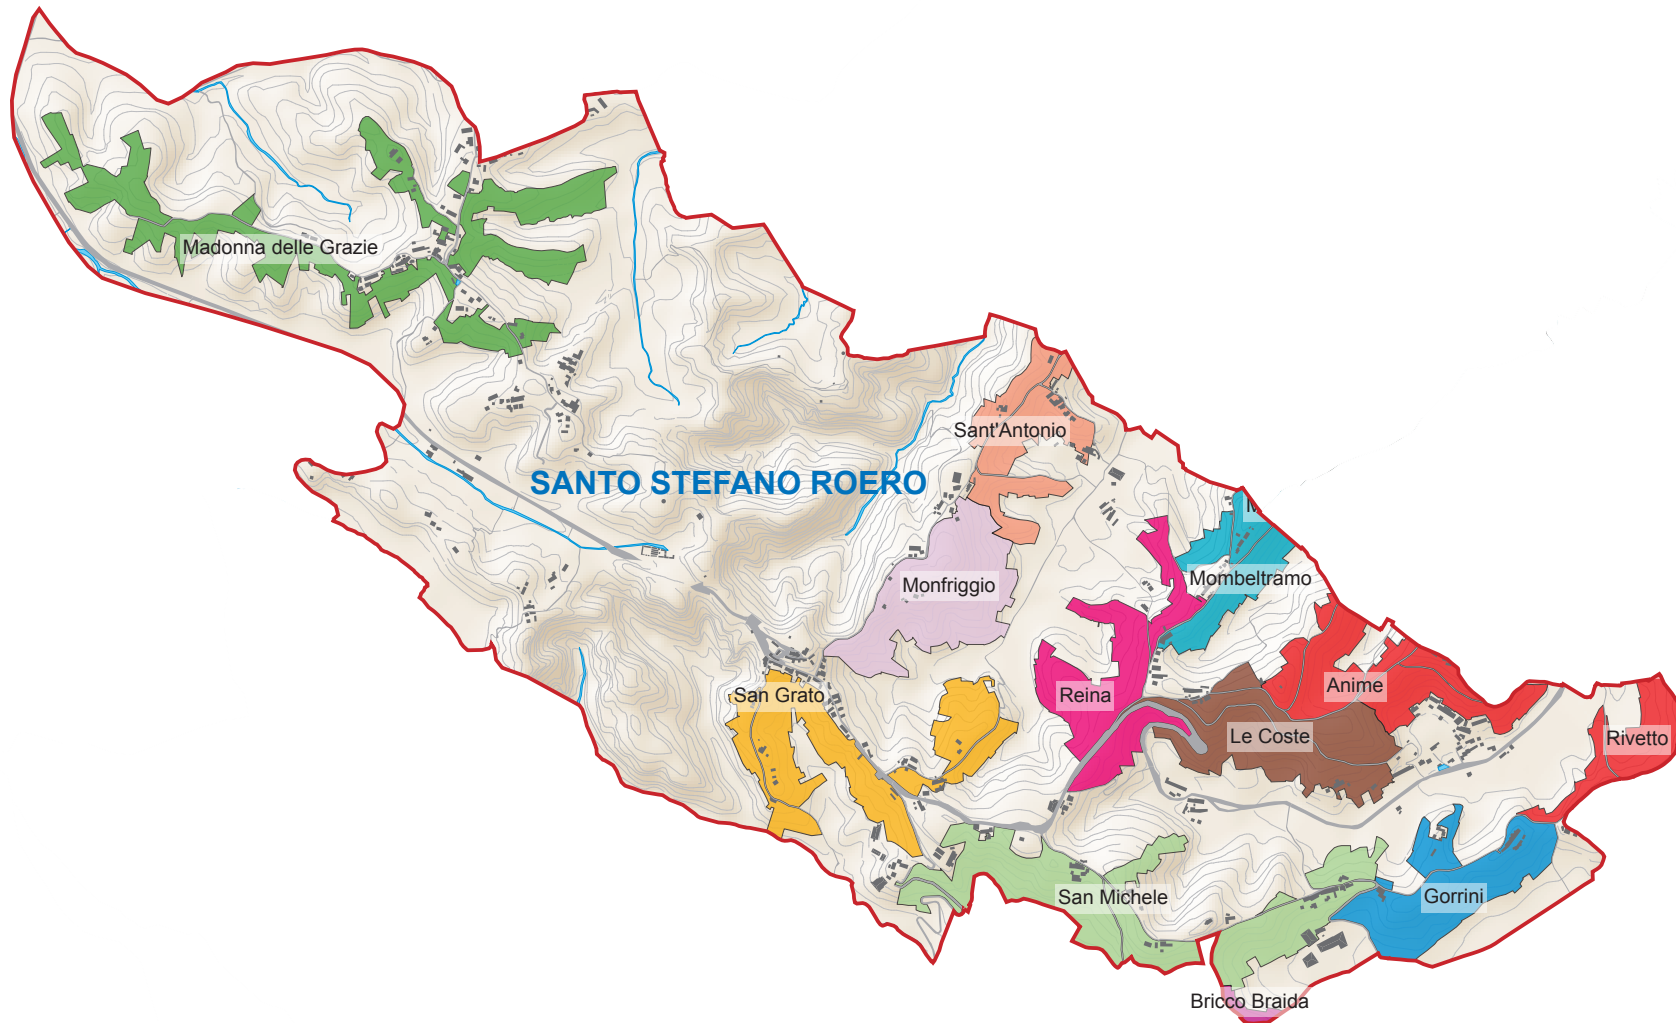 Madonna delle Grazie
Sant'Antonio
SANTO STEFANO ROERO
M
Mombeltramo
Monfriggio
San Grato
Reina
Anime
Le Coste
Rivetto
San Michele
Gorrini
Bricco Braida